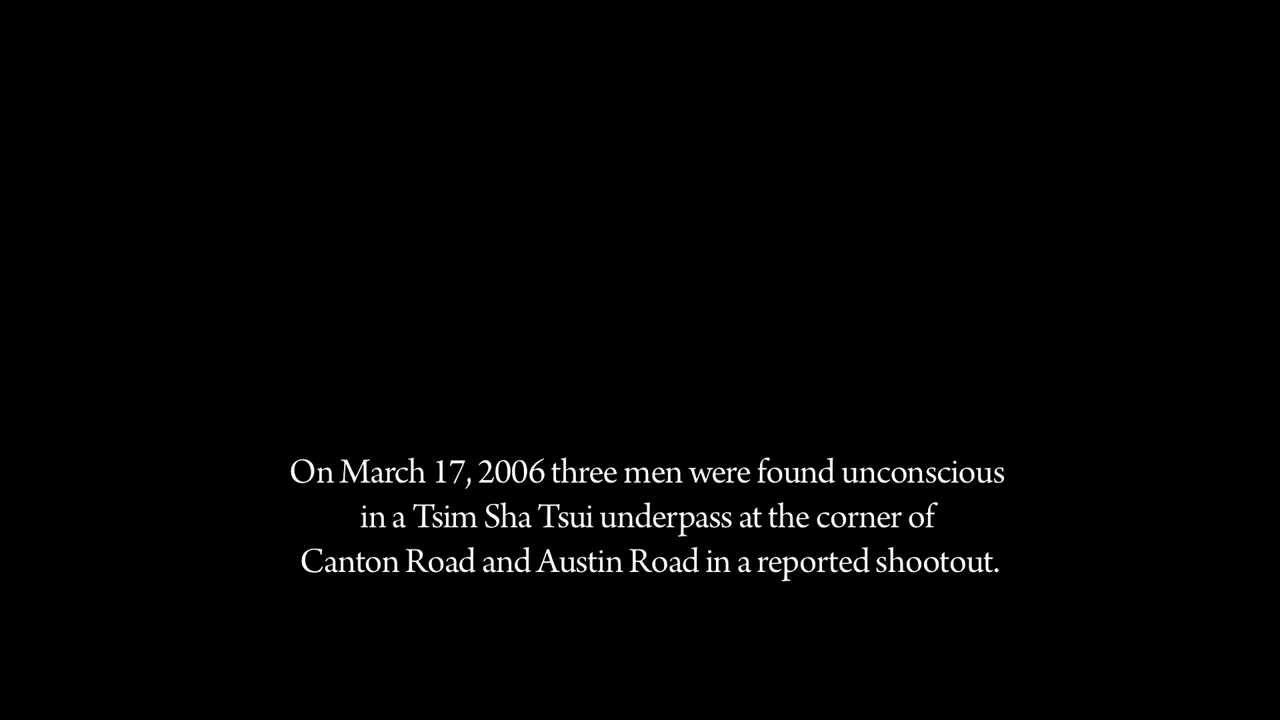 On March 17, 2006 three men were found unconscious
in a Tsim Sha Tsui underpass at the corner of
Canton Road and Austin Road in a reported shootout.